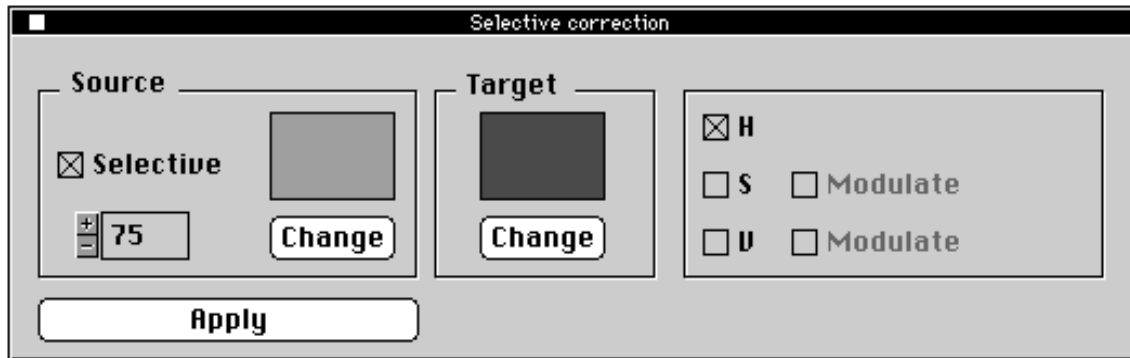 Selective correction
Source
Selective
75
Change
Target
Change
H
S Modulate
V Modulate
Apply